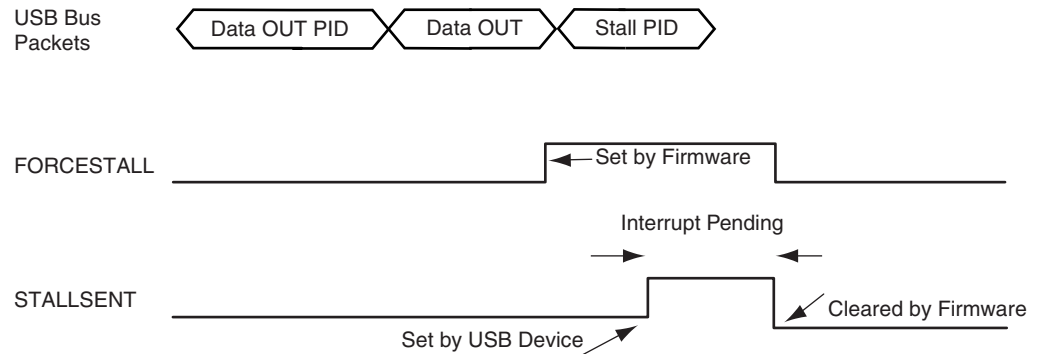 USB Bus
Packets
Data OUT PID
Data OUT
Stall PID
FORCESTALL
Set by Firmware
Interrupt Pending
STALLSENT
Cleared by Firmware
Set by USB Device